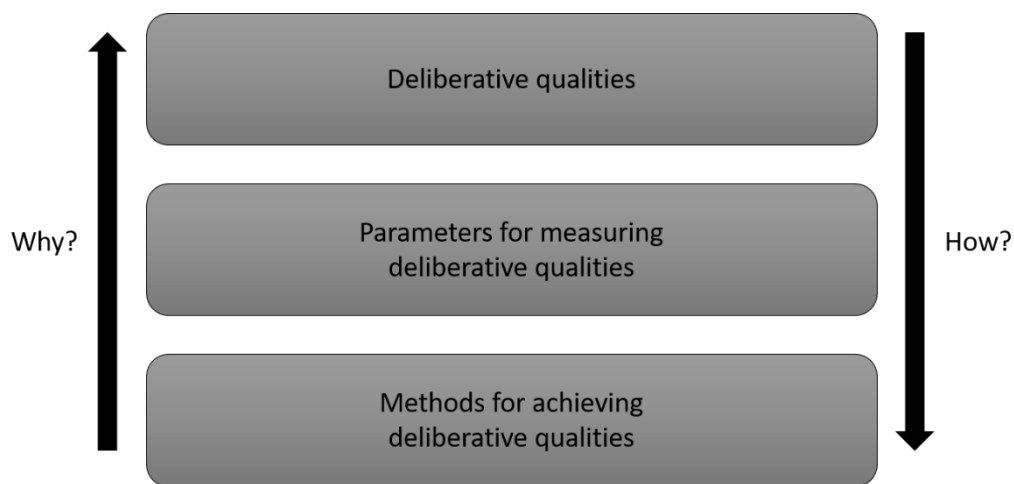 Deliberative qualities
Why?
Parameters for measuring
deliberative qualities
How?
Methods for achieving
deliberative qualities